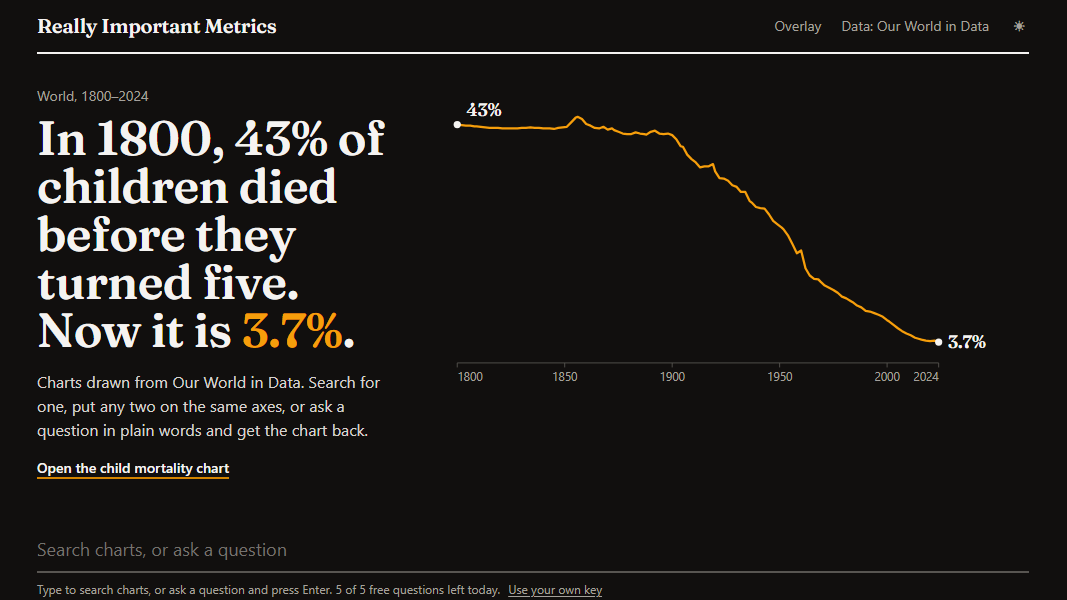 Really Important Metrics
Overlay
Data: Our World in Data
World, 1800–2024
In 1800, 43% of
children died
before they
turned five.
Now it is 3.7%.
Charts drawn from Our World in Data. Search for
one, put any two on the same axes, or ask a
question in plain words and get the chart back.
Open the child mortality chart
43%
3.7%
1800 1850 1900 1950 2000 2024
Search charts, or ask a question
Type to search charts, or ask a question and press Enter. 5 of 5 free questions left today. Use your own key